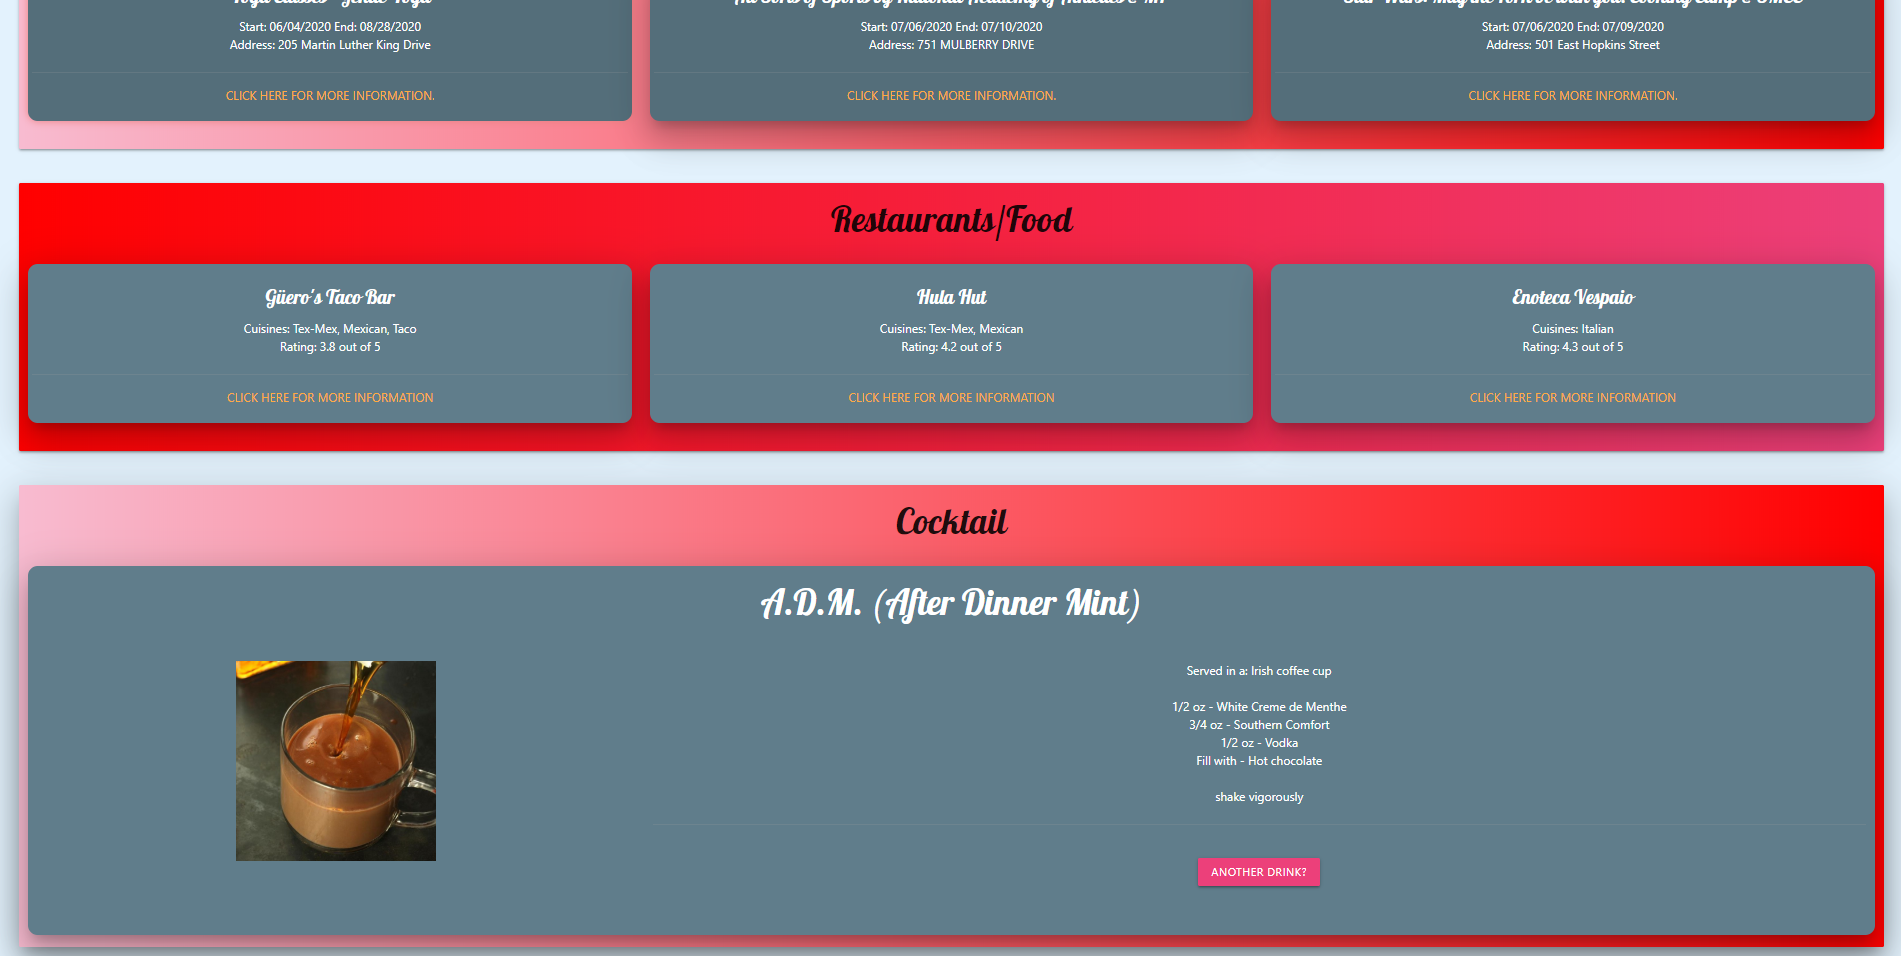 Start: 06/04/2020 End: 08/28/2020
Address: 205 Martin Luther King Drive
CLICK HERE FOR MORE INFORMATION.
Start: 07/06/2020 End: 07/10/2020
Address: 751 MULBERRY DRIVE
CLICK HERE FOR MORE INFORMATION.
Start: 07/06/2020 End: 07/09/2020
Address: 501 East Hopkins Street
CLICK HERE FOR MORE INFORMATION.
Restaurants/Food
Güero's Taco Bar
Cuisines: Tex-Mex, Mexican, Taco
Rating: 3.8 out of 5
CLICK HERE FOR MORE INFORMATION
Hula Hut
Cuisines: Tex-Mex, Mexican
Rating: 4.2 out of 5
CLICK HERE FOR MORE INFORMATION
Enoteca Vespaio
Cuisines: Italian
Rating: 4.3 out of 5
CLICK HERE FOR MORE INFORMATION
Cocktail
A.D.M. (After Dinner Mint)
Served in a: Irish coffee cup
1/2 oz - White Creme de Menthe
3/4 oz - Southern Comfort
1/2 oz - Vodka
Fill with - Hot chocolate
shake vigorously
ANOTHER DRINK?